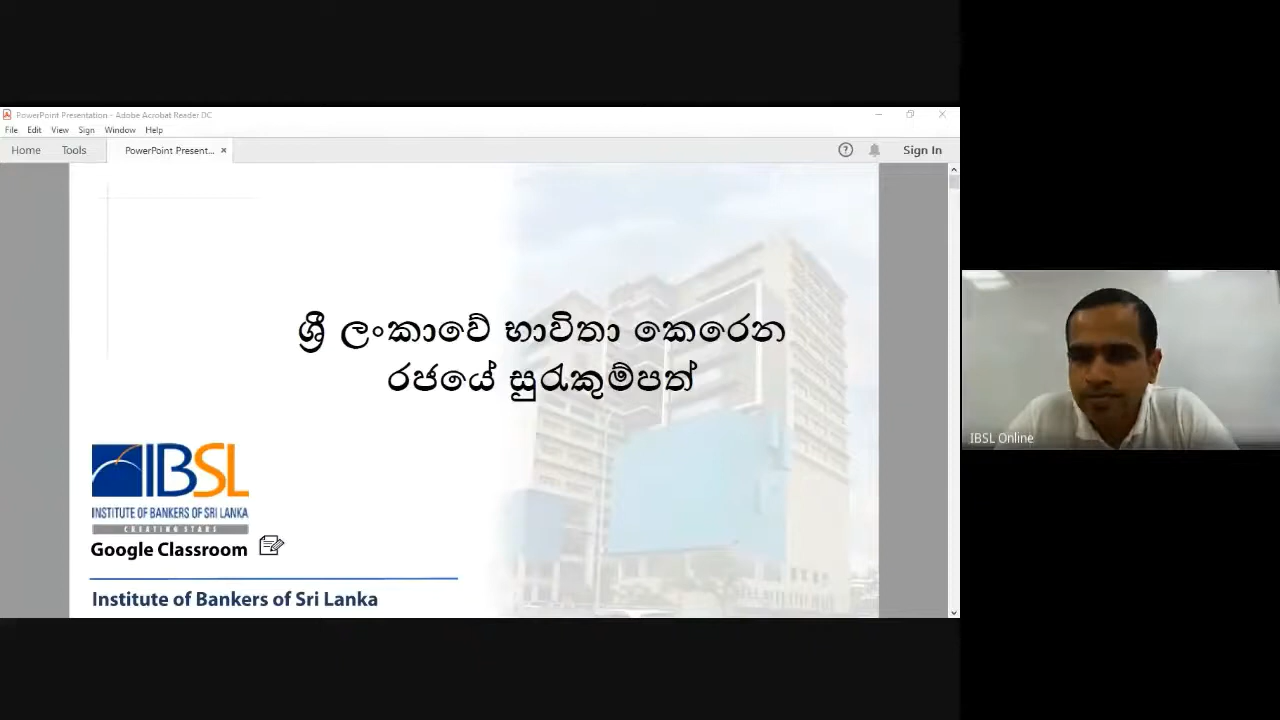 PowerPoint Presentation - Adobe Acrobat Reader DC
File Edit View Sign Window Help
Home Tools PowerPoint Present... × Sign In
ශ්‍රී ලංකාවේ භාවිතා කෙරෙන
රජයේ සුරැකුම්පත්
IBSL
INSTITUTE OF BANKERS OF SRI LANKA
CREATING STARS
Google Classroom
Institute of Bankers of Sri Lanka
IBSL Online